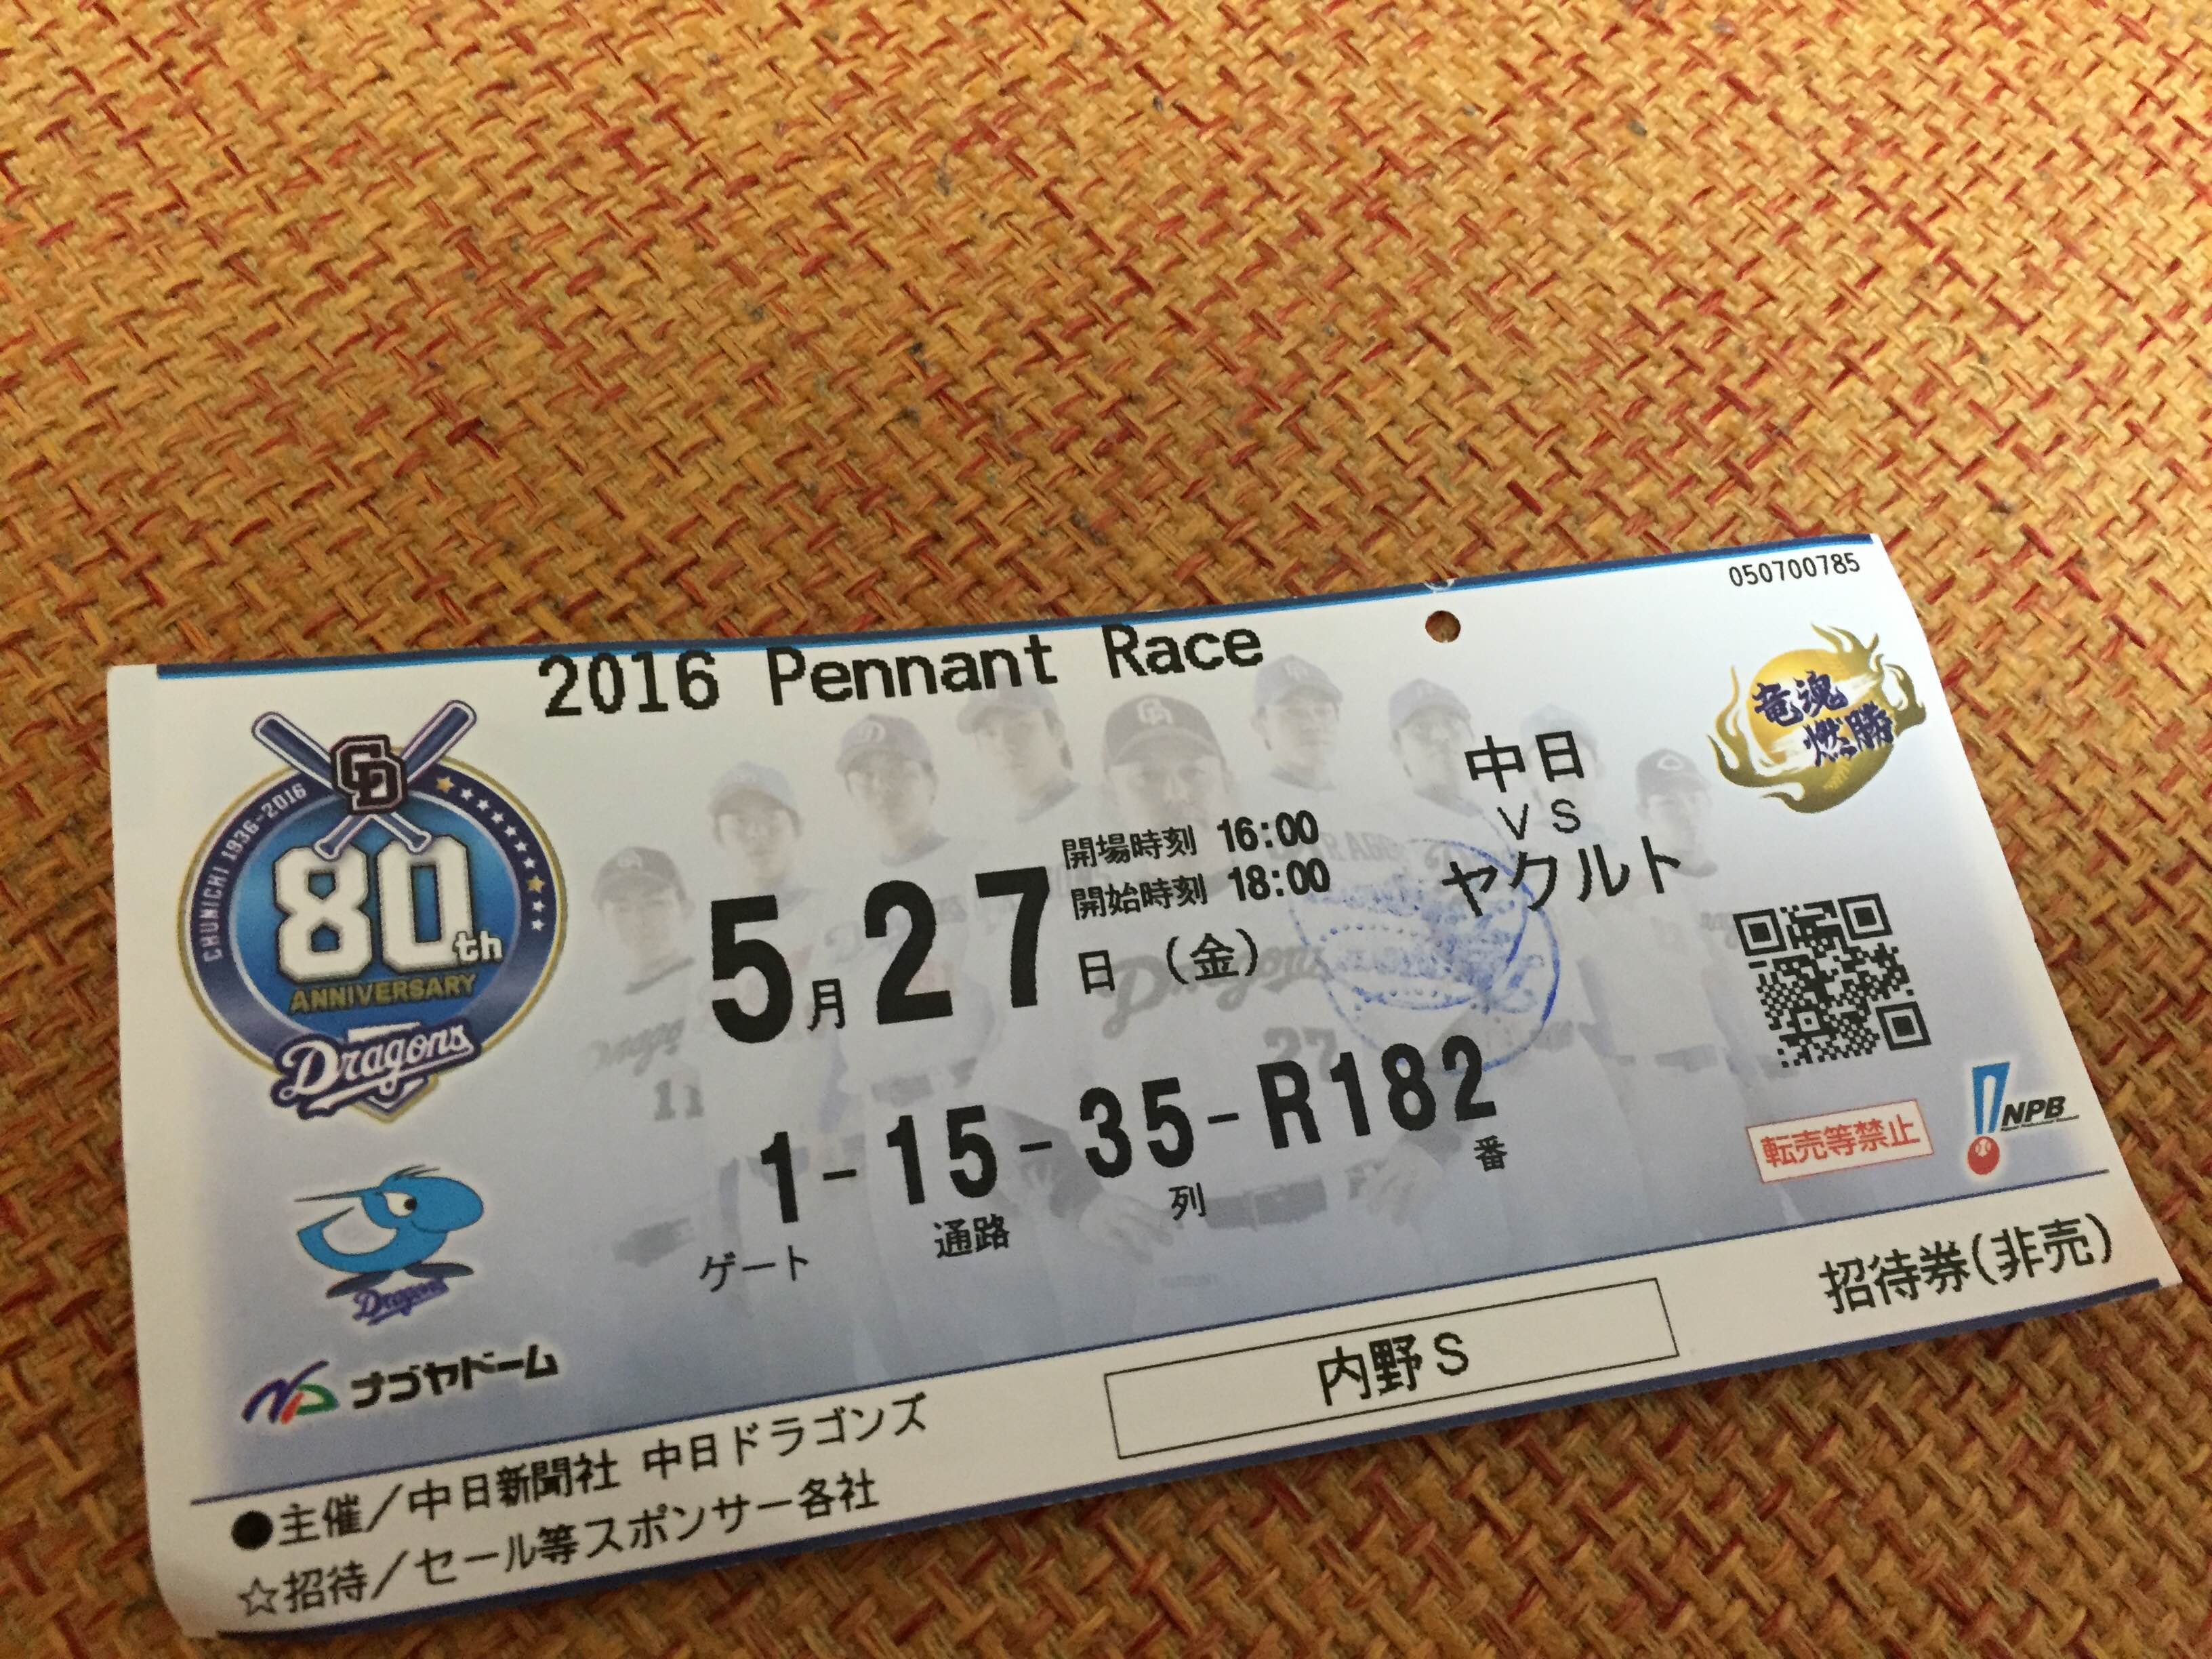 050700785
2016 Pennant Race
竜魂
燃勝
CHUNICHI 1936-2016
CD
80th
ANNIVERSARY
Dragons
中日
VS
ヤクルト
開場時刻 16:00
開始時刻 18:00
5月27日(金)
Dragons
27
11
1-15-35-R182
ゲート 通路 列 番
転売等禁止
NPB
Dragons
ナゴヤドーム
招待券(非売)
内野S
●主催/中日新聞社 中日ドラゴンズ
☆招待/セール等スポンサー各社